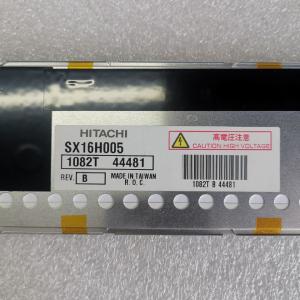 HITACHI
SX16H005
1082T 44481
REV. B
MADE IN TAIWAN
R. O. C.
高電圧注意
CAUTION HIGH VOLTAGE
1082T B 44481